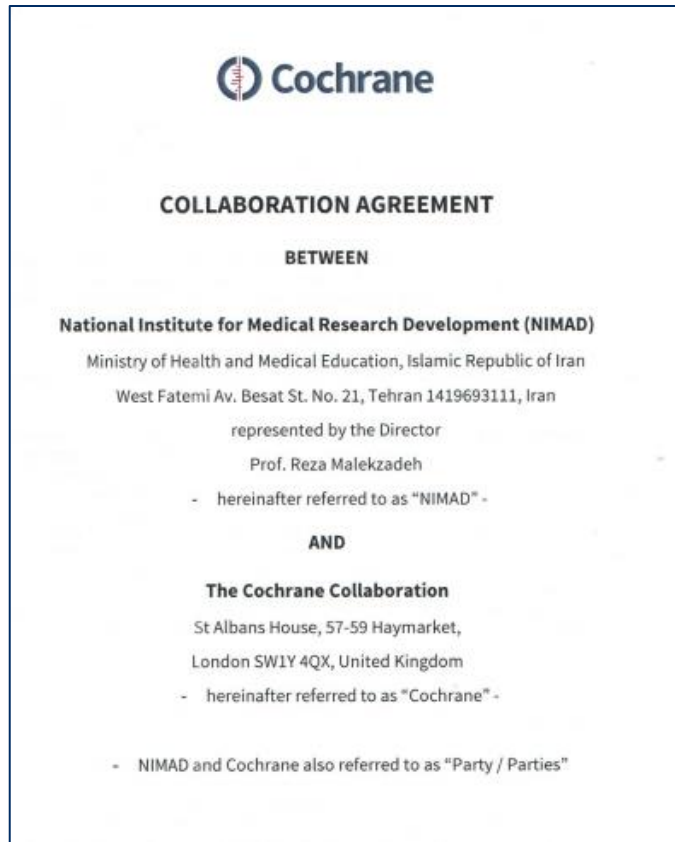 Cochrane
COLLABORATION AGREEMENT
BETWEEN
National Institute for Medical Research Development (NIMAD)
Ministry of Health and Medical Education, Islamic Republic of Iran
West Fatemi Av. Besat St. No. 21, Tehran 1419693111, Iran
represented by the Director
Prof. Reza Malekzadeh
- hereinafter referred to as “NIMAD” -
AND
The Cochrane Collaboration
St Albans House, 57-59 Haymarket,
London SW1Y 4QX, United Kingdom
- hereinafter referred to as “Cochrane” -
- NIMAD and Cochrane also referred to as “Party / Parties”